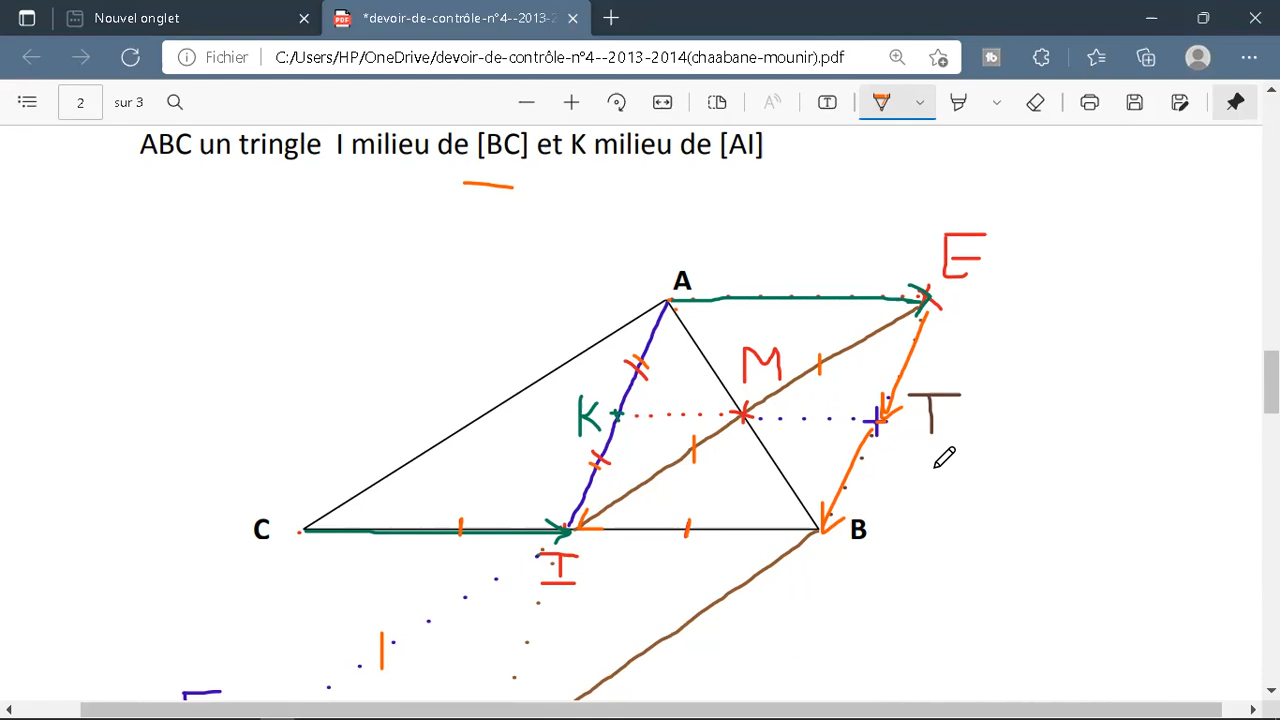 Nouvel onglet
*devoir-de-contrôle-n°4--2013-2
Fichier
C:/Users/HP/OneDrive/devoir-de-contrôle-n°4--2013-2014(chaabane-mounir).pdf
2 sur 3
ABC un tringle I milieu de [BC] et K milieu de [AI]
E
A
M
K
T
C
B
I